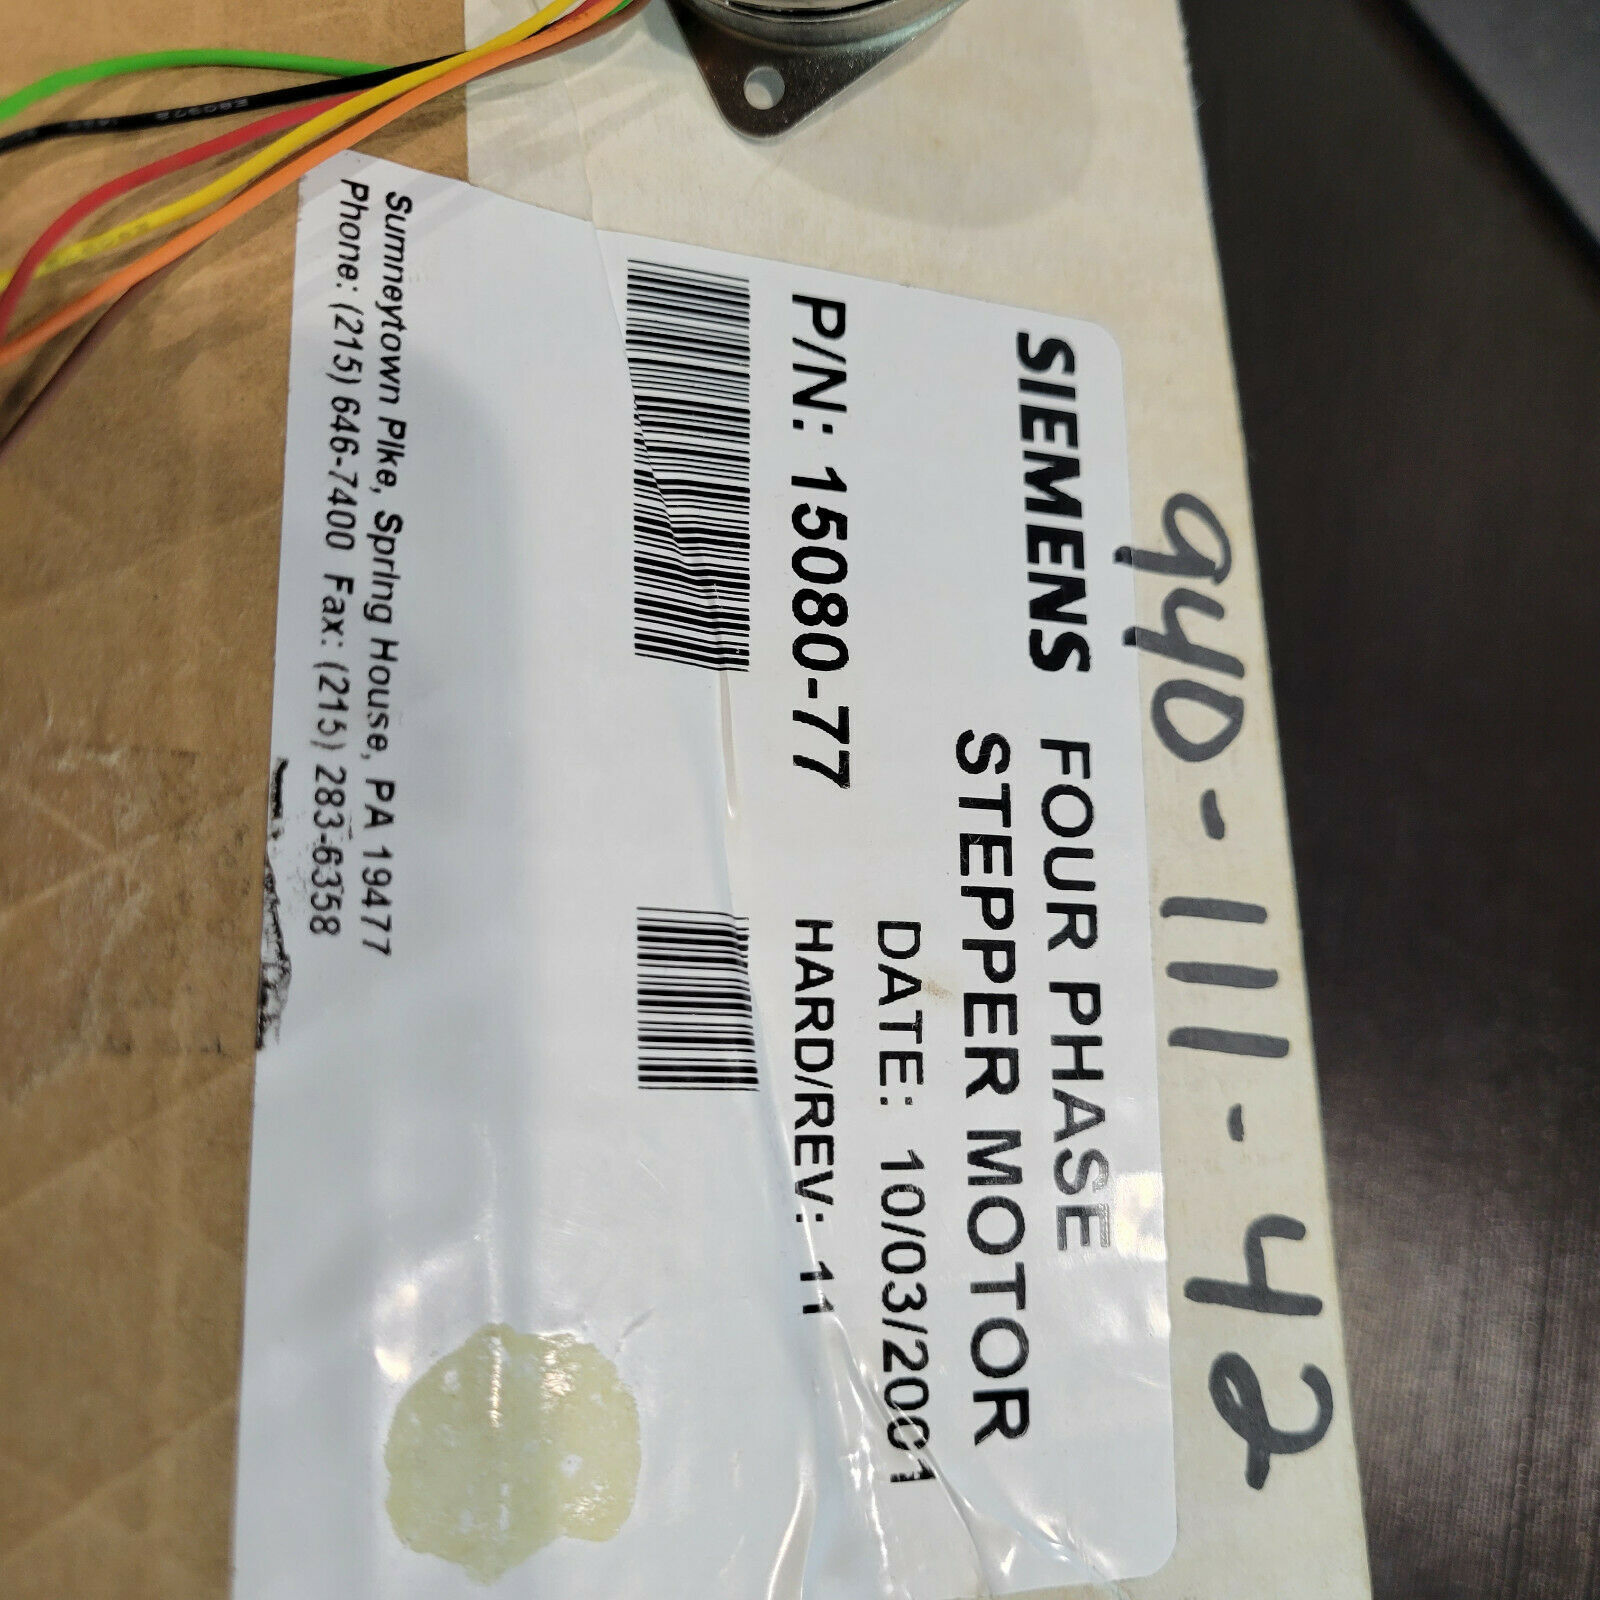 940-111-42
SIEMENS FOUR PHASE
STEPPER MOTOR
DATE: 10/03/2001
P/N: 15080-77 HARD/REV: 11
Sumneytown Pike, Spring House, PA 19477
Phone: (215) 646-7400 Fax: (215) 283-6358